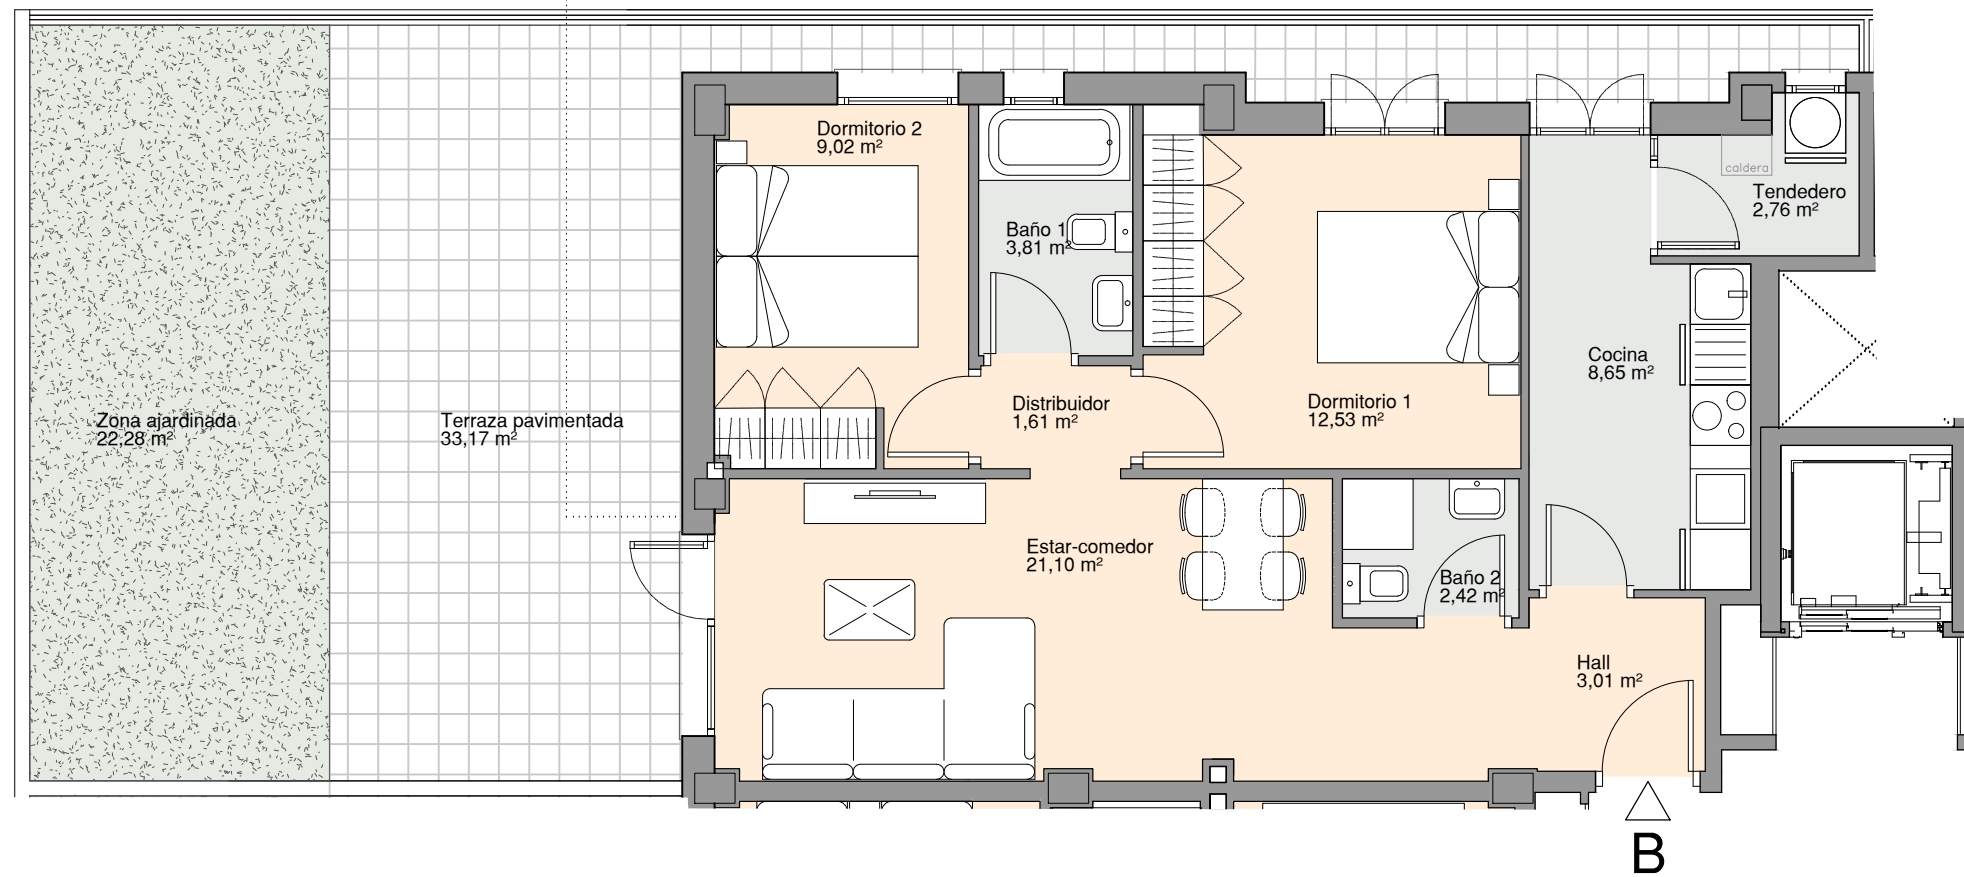 Dormitorio 2
9,02 m²
Baño 1
3,81 m²
caldera
Tendedero
2,76 m²
Cocina
8,65 m²
Distribuidor
1,61 m²
Dormitorio 1
12,53 m²
Zona ajardinada
22,28 m²
Terraza pavimentada
33,17 m²
Estar-comedor
21,10 m²
Baño 2
2,42 m²
Hall
3,01 m²
B